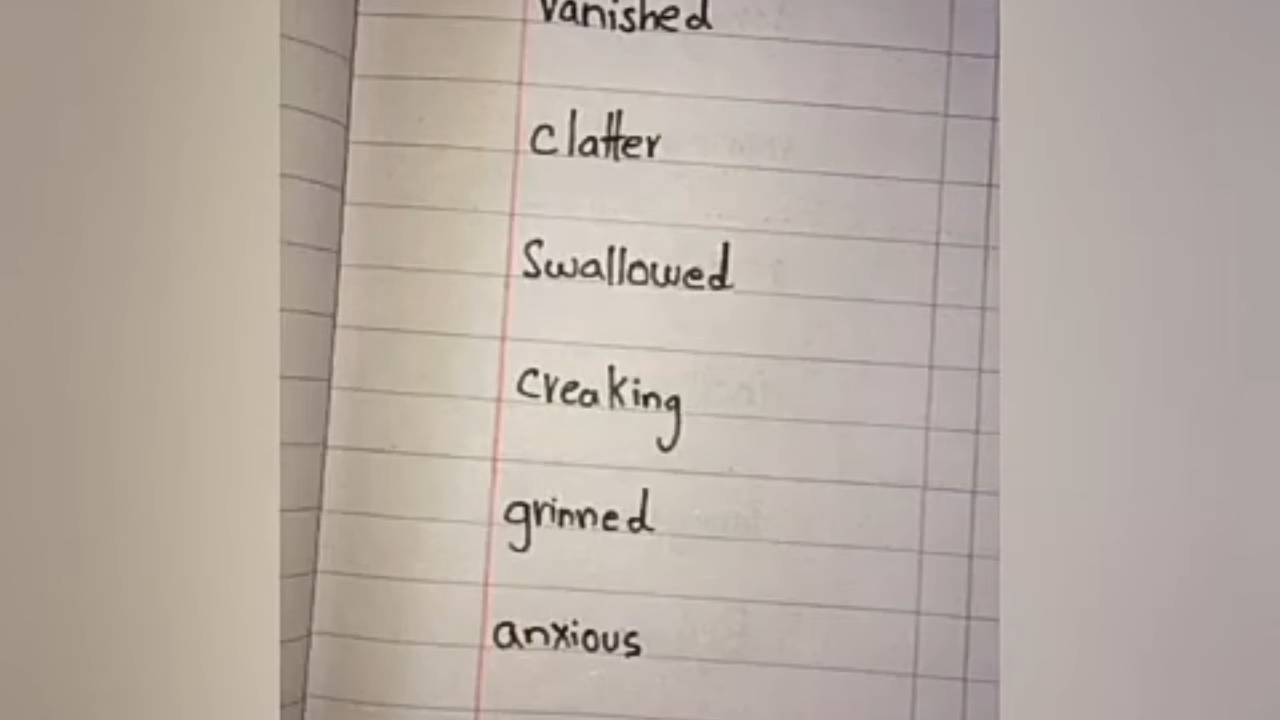 vanished
clatter
Swallowed
creaking
grinned
anxious